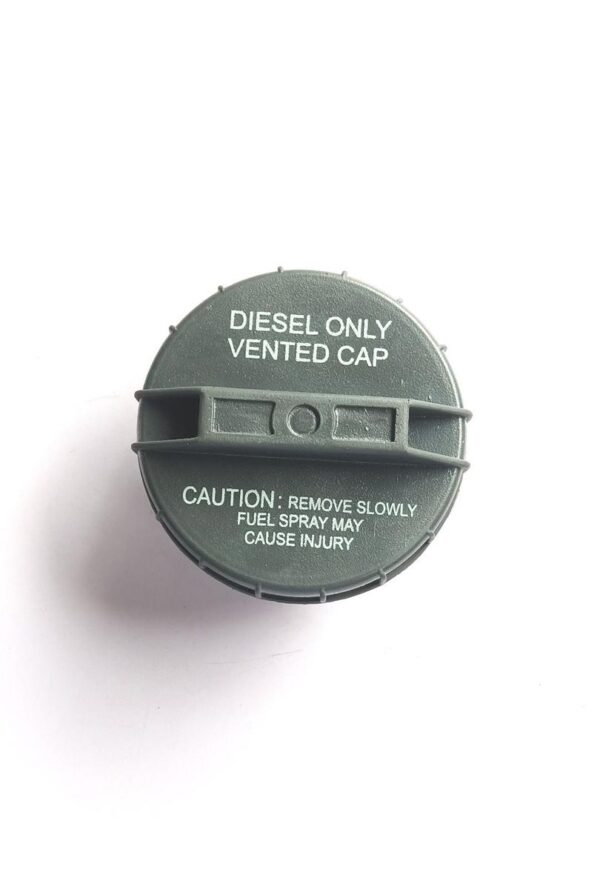 DIESEL ONLY
VENTED CAP
CAUTION: REMOVE SLOWLY
FUEL SPRAY MAY
CAUSE INJURY